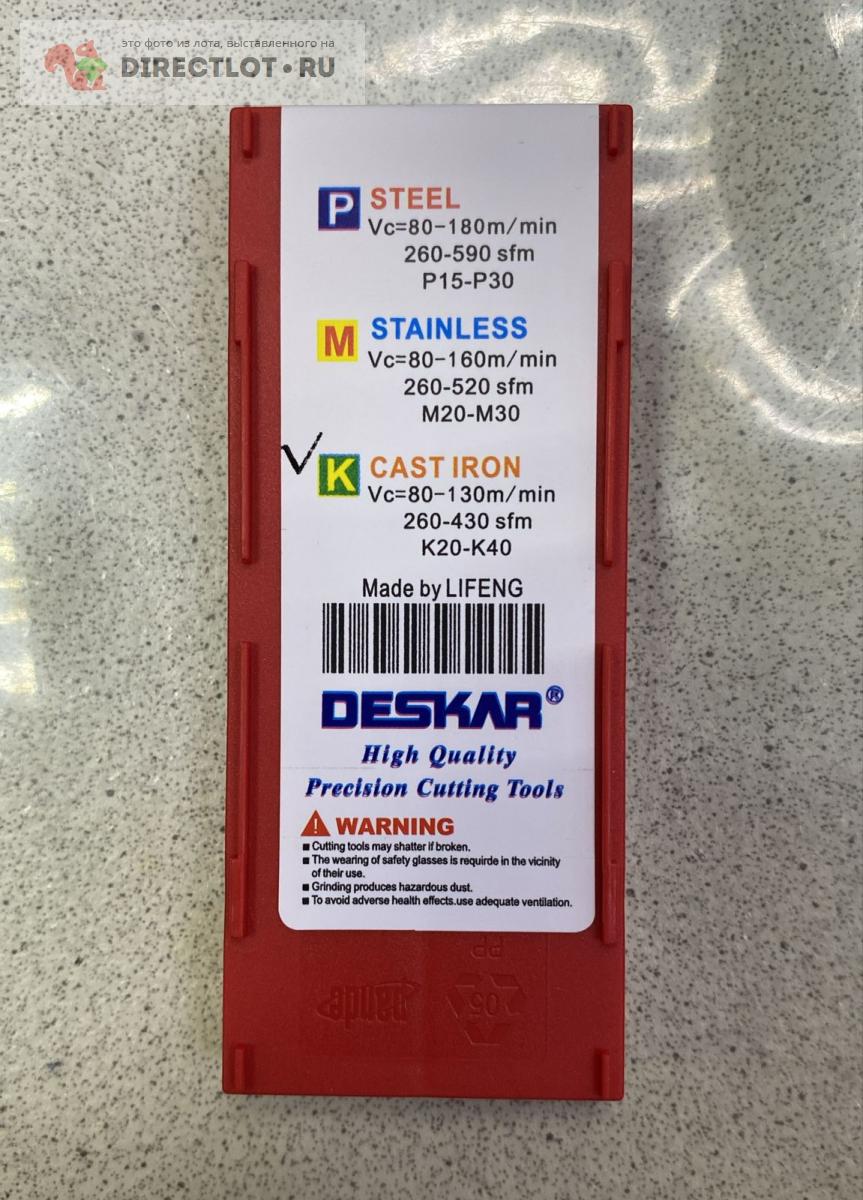 это фото из лота, выставленного на
DIRECTLOT•RU
P STEEL
Vc=80-180m/min
260-590 sfm
P15-P30
M STAINLESS
Vc=80-160m/min
260-520 sfm
M20-M30
K CAST IRON
Vc=80-130m/min
260-430 sfm
K20-K40
Made by LIFENG
DESKAR®
High Quality
Precision Cutting Tools
WARNING
■ Cutting tools may shatter if broken.
■ The wearing of safety glasses is requirde in the vicinity
of their use.
■ Grinding produces hazardous dust.
■ To avoid adverse health effects.use adequate ventilation.
PP
05
nande